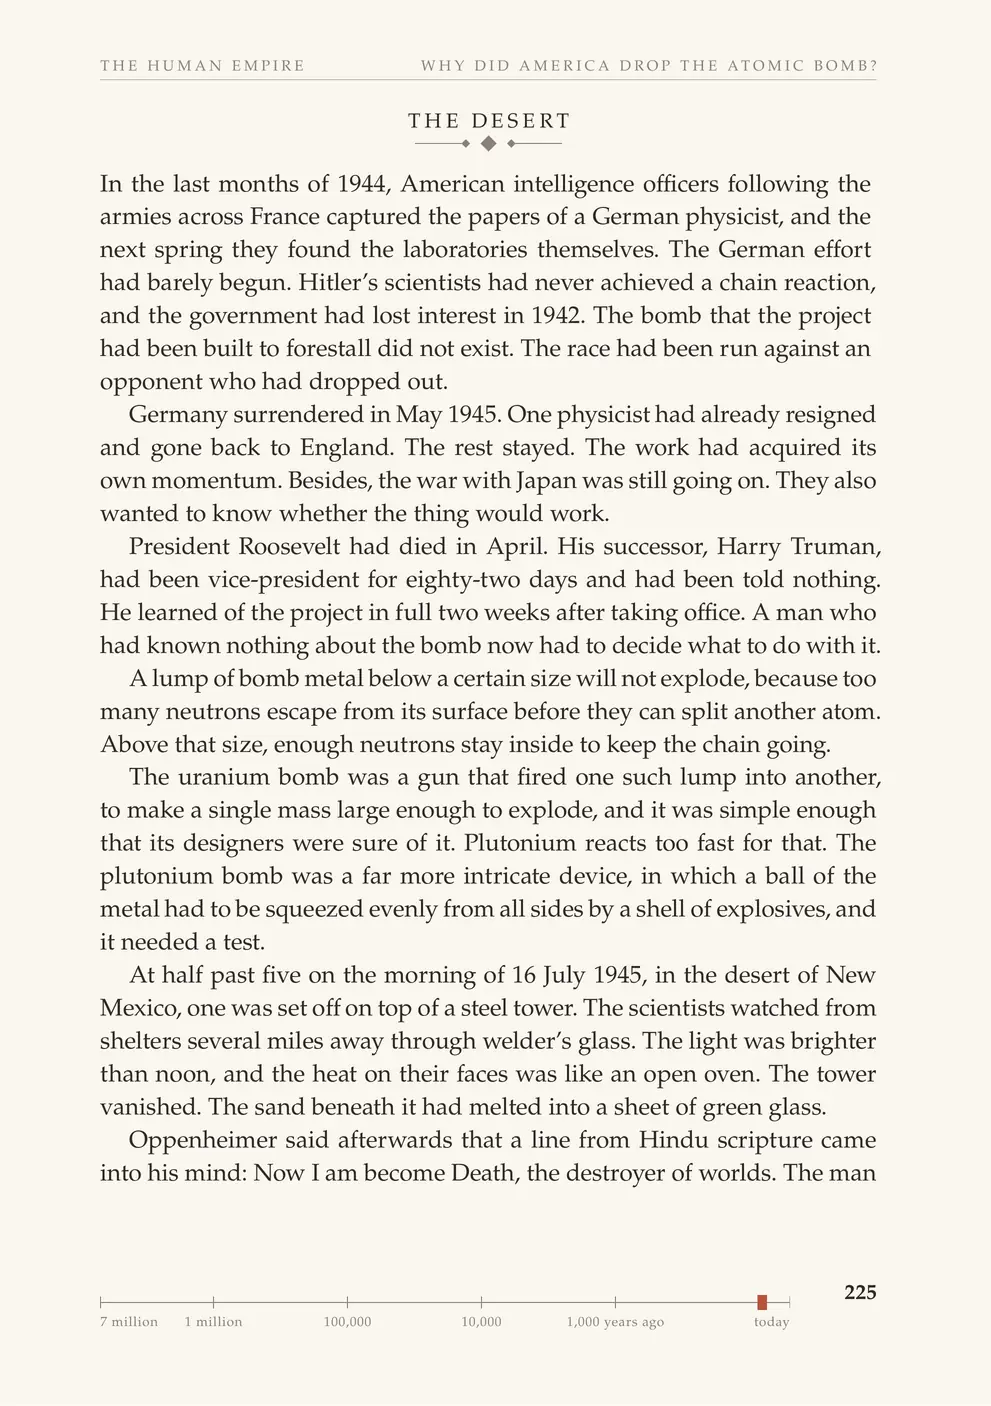 THE HUMAN EMPIRE
WHY DID AMERICA DROP THE ATOMIC BOMB?
THE DESERT
In the last months of 1944, American intelligence officers following the
armies across France captured the papers of a German physicist, and the
next spring they found the laboratories themselves. The German effort
had barely begun. Hitler’s scientists had never achieved a chain reaction,
and the government had lost interest in 1942. The bomb that the project
had been built to forestall did not exist. The race had been run against an
opponent who had dropped out.
Germany surrendered in May 1945. One physicist had already resigned
and gone back to England. The rest stayed. The work had acquired its
own momentum. Besides, the war with Japan was still going on. They also
wanted to know whether the thing would work.
President Roosevelt had died in April. His successor, Harry Truman,
had been vice-president for eighty-two days and had been told nothing.
He learned of the project in full two weeks after taking office. A man who
had known nothing about the bomb now had to decide what to do with it.
A lump of bomb metal below a certain size will not explode, because too
many neutrons escape from its surface before they can split another atom.
Above that size, enough neutrons stay inside to keep the chain going.
The uranium bomb was a gun that fired one such lump into another,
to make a single mass large enough to explode, and it was simple enough
that its designers were sure of it. Plutonium reacts too fast for that. The
plutonium bomb was a far more intricate device, in which a ball of the
metal had to be squeezed evenly from all sides by a shell of explosives, and
it needed a test.
At half past five on the morning of 16 July 1945, in the desert of New
Mexico, one was set off on top of a steel tower. The scientists watched from
shelters several miles away through welder’s glass. The light was brighter
than noon, and the heat on their faces was like an open oven. The tower
vanished. The sand beneath it had melted into a sheet of green glass.
Oppenheimer said afterwards that a line from Hindu scripture came
into his mind: Now I am become Death, the destroyer of worlds. The man
225
7 million 1 million 100,000 10,000 1,000 years ago today